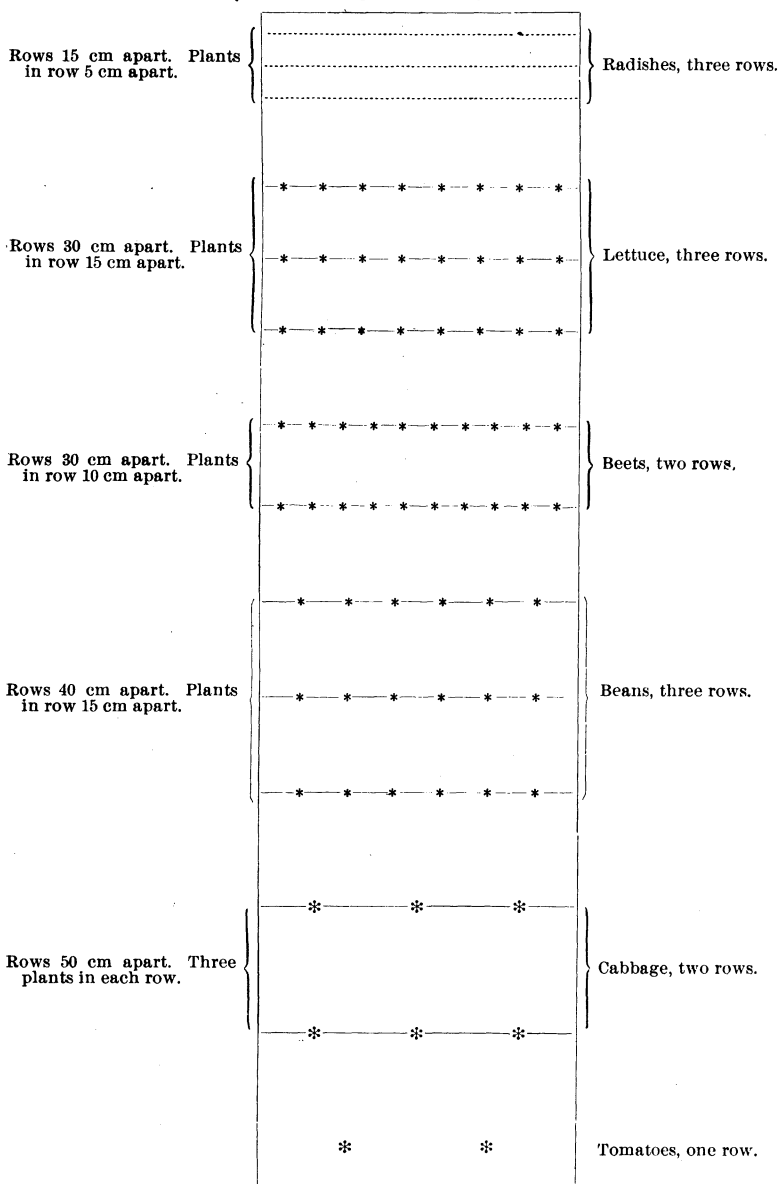 Rows 15 cm apart. Plants
in row 5 cm apart.
Radishes, three rows.
Rows 30 cm apart. Plants
in row 15 cm apart.
Lettuce, three rows.
Rows 30 cm apart. Plants
in row 10 cm apart.
Beets, two rows.
Rows 40 cm apart. Plants
in row 15 cm apart.
Beans, three rows.
Rows 50 cm apart. Three
plants in each row.
Cabbage, two rows.
Tomatoes, one row.